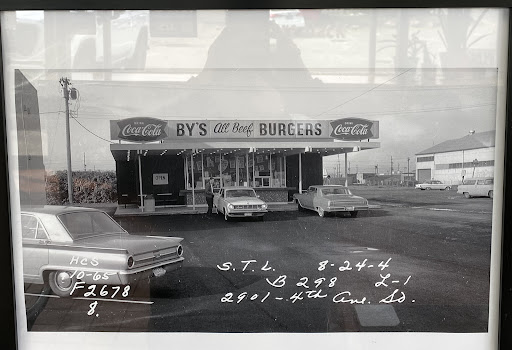 Coca-Cola BY'S All Beef BURGERS Coca-Cola
HCS
10-65
F2678
8.
S.T.L. 8-24-4
B 298 L-1
2901-4th Ave. So.